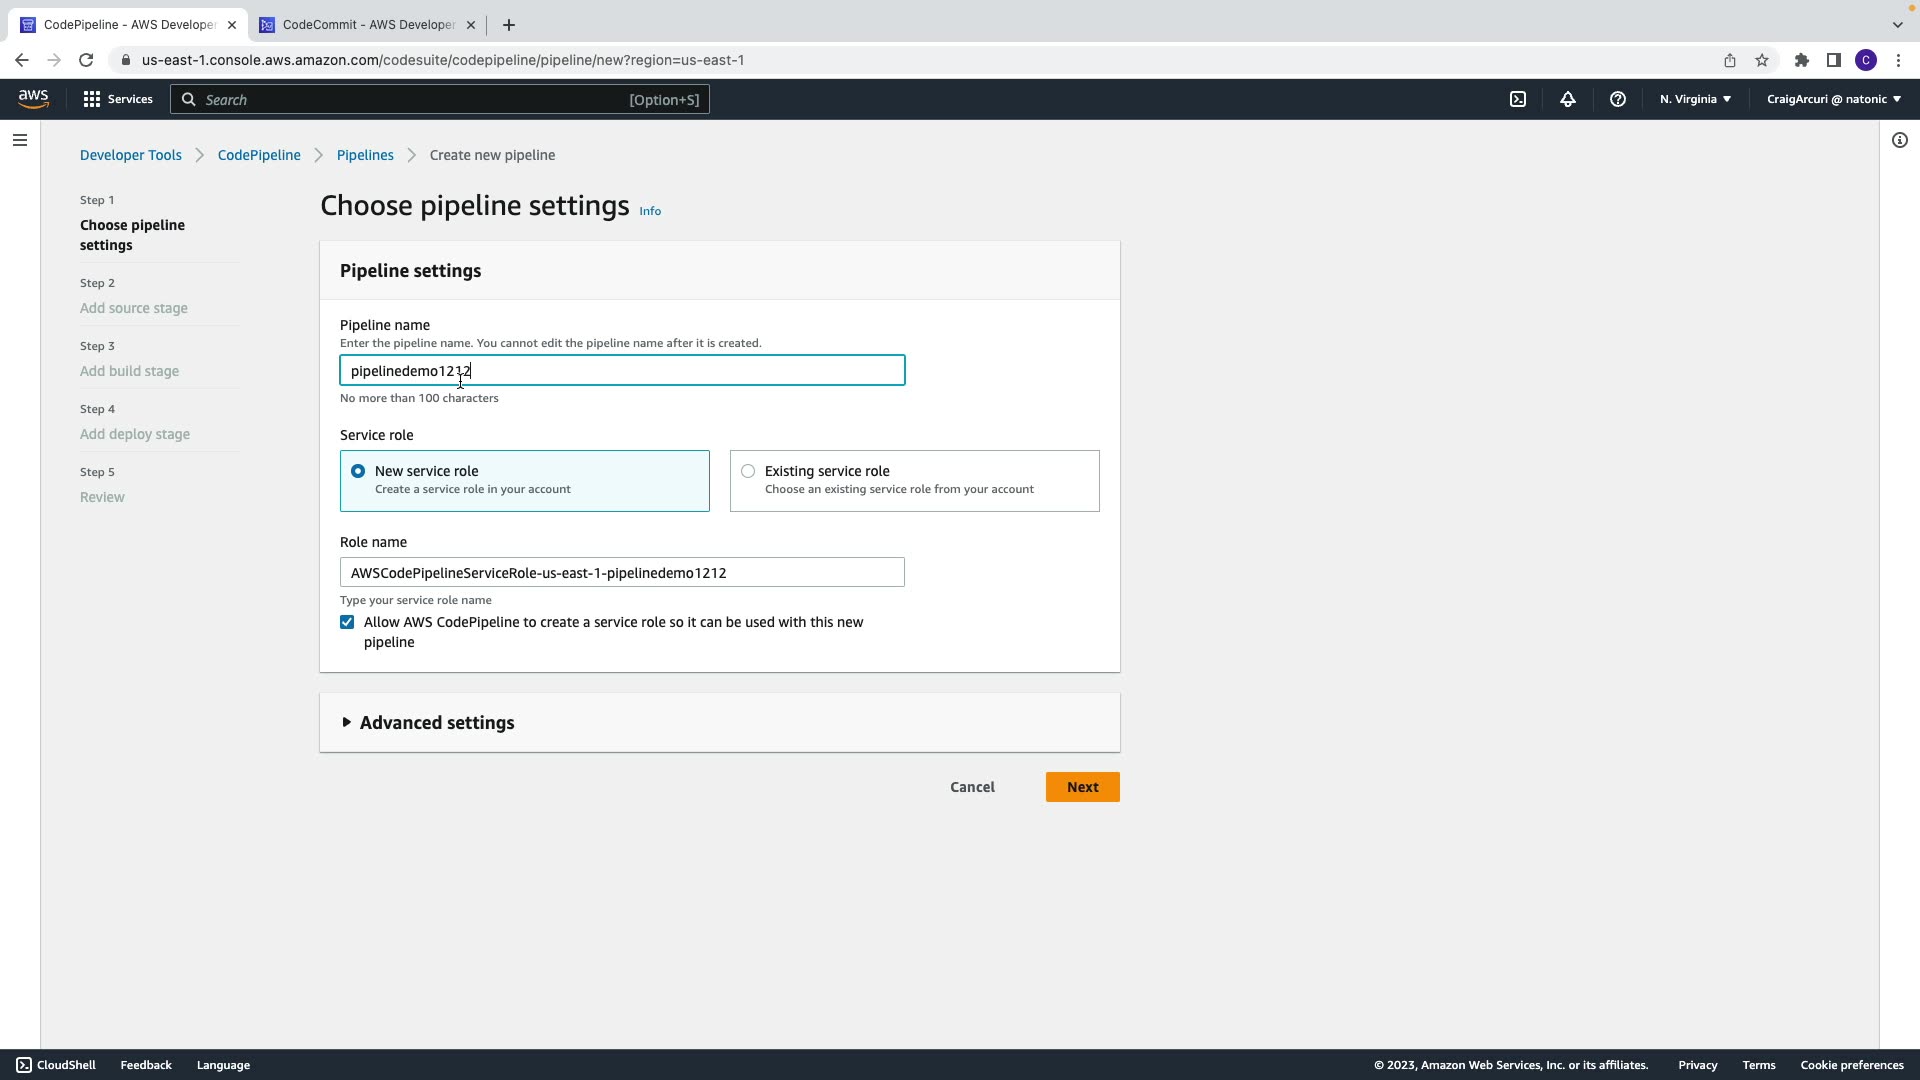 CodePipeline - AWS Developer
CodeCommit - AWS Developer
us-east-1.console.aws.amazon.com/codesuite/codepipeline/pipeline/new?region=us-east-1
C
aws
Services
Search
[Option+S]
N. Virginia
CraigArcuri @ natonic
Developer Tools
CodePipeline
Pipelines
Create new pipeline
Step 1
Choose pipeline
settings
Step 2
Add source stage
Step 3
Add build stage
Step 4
Add deploy stage
Step 5
Review
Choose pipeline settings Info
Pipeline settings
Pipeline name
Enter the pipeline name. You cannot edit the pipeline name after it is created.
pipelinedemo1212
No more than 100 characters
Service role
New service role
Create a service role in your account
Existing service role
Choose an existing service role from your account
Role name
AWSCodePipelineServiceRole-us-east-1-pipelinedemo1212
Type your service role name
Allow AWS CodePipeline to create a service role so it can be used with this new
pipeline
Advanced settings
Cancel
Next
CloudShell
Feedback
Language
© 2023, Amazon Web Services, Inc. or its affiliates.
Privacy
Terms
Cookie preferences